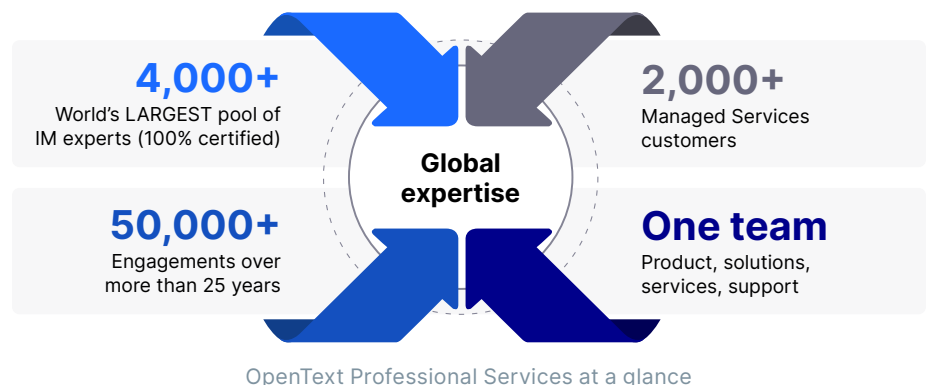 4,000+
World’s LARGEST pool of
IM experts (100% certified)
2,000+
Managed Services
customers
Global
expertise
50,000+
Engagements over
more than 25 years
One team
Product, solutions,
services, support
OpenText Professional Services at a glance